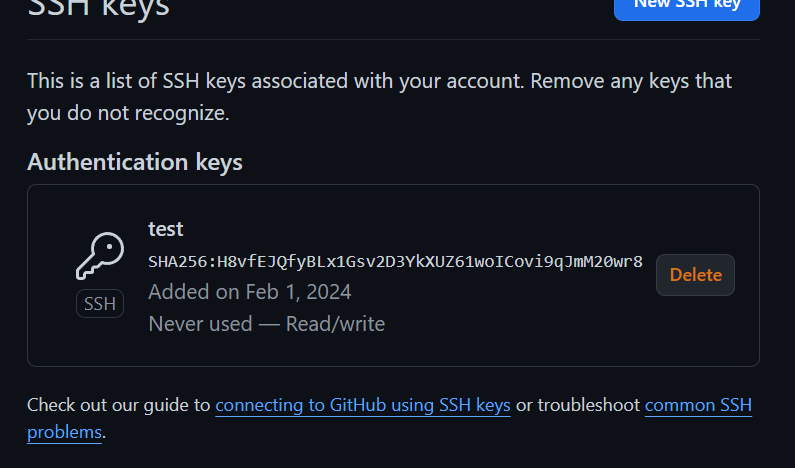 SSH keys
New SSH key
This is a list of SSH keys associated with your account. Remove any keys that
you do not recognize.
Authentication keys
test
SHA256:H8vfEJQfyBLx1Gsv2D3YkXUZ61woICovi9qJmM20wr8
Added on Feb 1, 2024
Never used — Read/write
SSH
Delete
Check out our guide to connecting to GitHub using SSH keys or troubleshoot common SSH
problems.